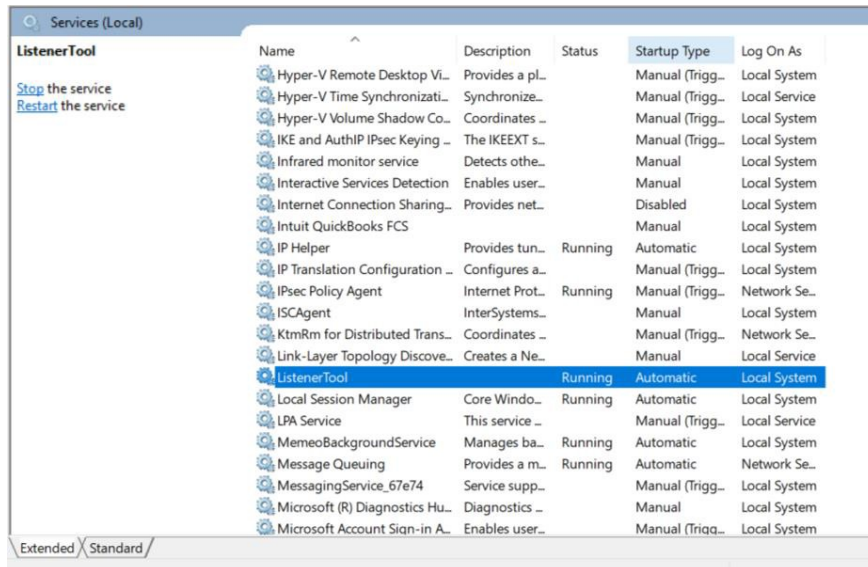 Services (Local)
ListenerTool
Stop the service
Restart the service
Name Description Status Startup Type Log On As
Hyper-V Remote Desktop Vi... Provides a pl... Manual (Trigg... Local System
Hyper-V Time Synchronizati... Synchronize... Manual (Trigg... Local Service
Hyper-V Volume Shadow Co... Coordinates ... Manual (Trigg... Local System
IKE and AuthIP IPsec Keying ... The IKEEXT s... Manual (Trigg... Local System
Infrared monitor service Detects othe... Manual Local System
Interactive Services Detection Enables user... Manual Local System
Internet Connection Sharing... Provides net... Disabled Local System
Intuit QuickBooks FCS Manual Local System
IP Helper Provides tun... Running Automatic Local System
IP Translation Configuration ... Configures a... Manual (Trigg... Local System
IPsec Policy Agent Internet Prot... Running Manual (Trigg... Network Se...
ISCAgent InterSystems... Manual Local System
KtmRm for Distributed Trans... Coordinates ... Manual (Trigg... Network Se...
Link-Layer Topology Discove... Creates a Ne... Manual Local Service
ListenerTool Running Automatic Local System
Local Session Manager Core Windo... Running Automatic Local System
LPA Service This service ... Manual (Trigg... Local Service
MemeoBackgroundService Manages ba... Running Automatic Local System
Message Queuing Provides a m... Running Automatic Network Se...
MessagingService_67e74 Service supp... Manual (Trigg... Local System
Microsoft (R) Diagnostics Hu... Diagnostics ... Manual Local System
Microsoft Account Sign-in A... Enables user... Manual (Trigg... Local System
Extended Standard